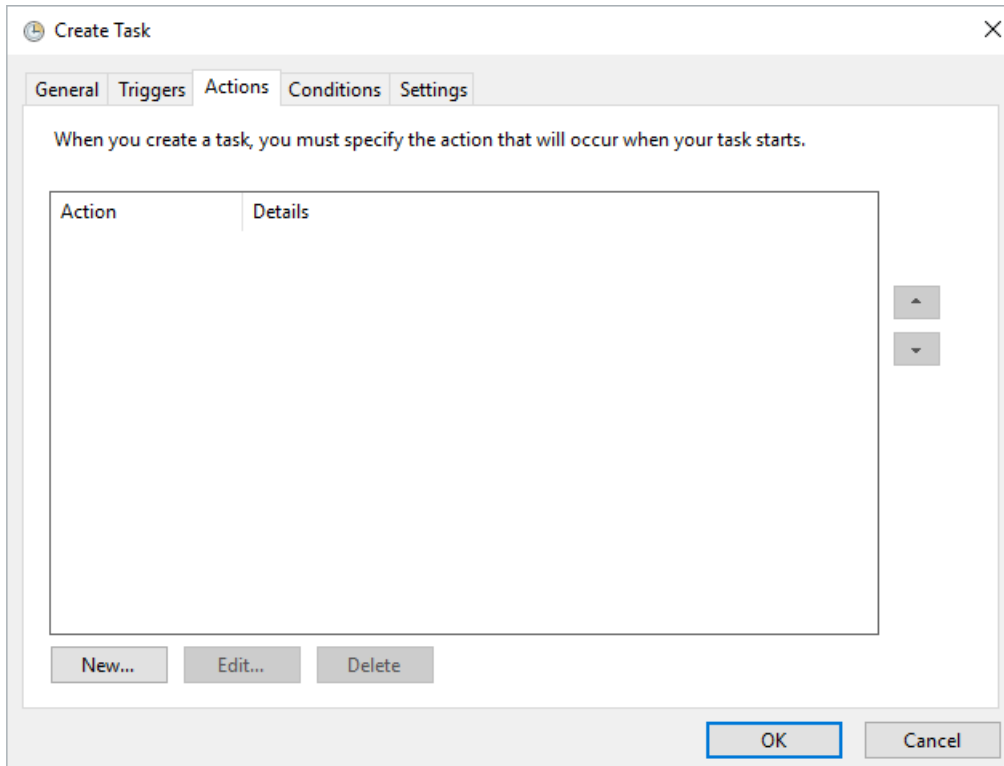 Create Task
General Triggers Actions Conditions Settings
When you create a task, you must specify the action that will occur when your task starts.
Action Details
New... Edit... Delete
OK Cancel